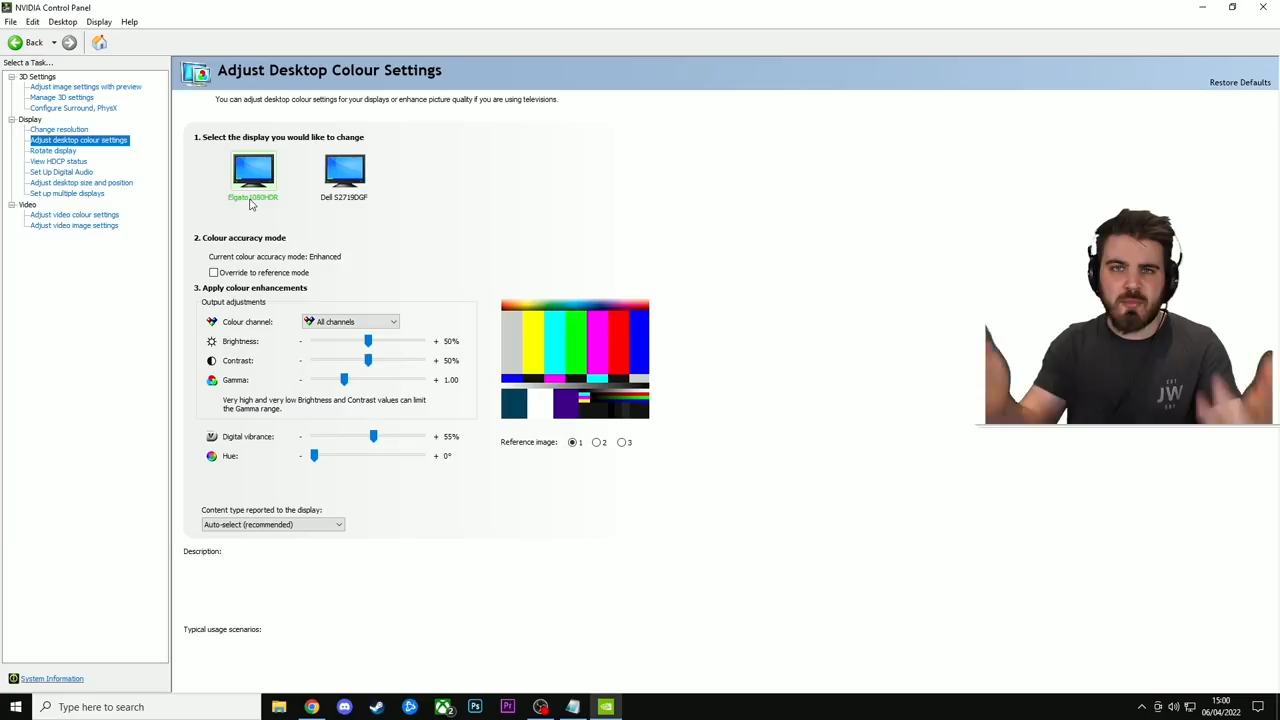 NVIDIA Control Panel
File Edit Desktop Display Help
Back
Select a Task...
3D Settings
Adjust image settings with preview
Manage 3D settings
Configure Surround, PhysX
Display
Change resolution
Adjust desktop colour settings
Rotate display
View HDCP status
Set Up Digital Audio
Adjust desktop size and position
Set up multiple displays
Video
Adjust video colour settings
Adjust video image settings
System Information
Adjust Desktop Colour Settings
Restore Defaults
You can adjust desktop colour settings for your displays or enhance picture quality if you are using televisions.
1. Select the display you would like to change
Elgato 1080HDR Dell S2719DGF
2. Colour accuracy mode
Current colour accuracy mode: Enhanced
Override to reference mode
3. Apply colour enhancements
Output adjustments
Colour channel: All channels
Brightness: - + 50%
Contrast: - + 50%
Gamma: - + 1.00
Very high and very low Brightness and Contrast values can limit
the Gamma range.
Digital vibrance: - + 55%
Hue: - + 0°
Reference image: 1 2 3
Content type reported to the display:
Auto-select (recommended)
Description:
Typical usage scenarios:
JW
Type here to search
Ps
Pr
15:00
06/04/2022